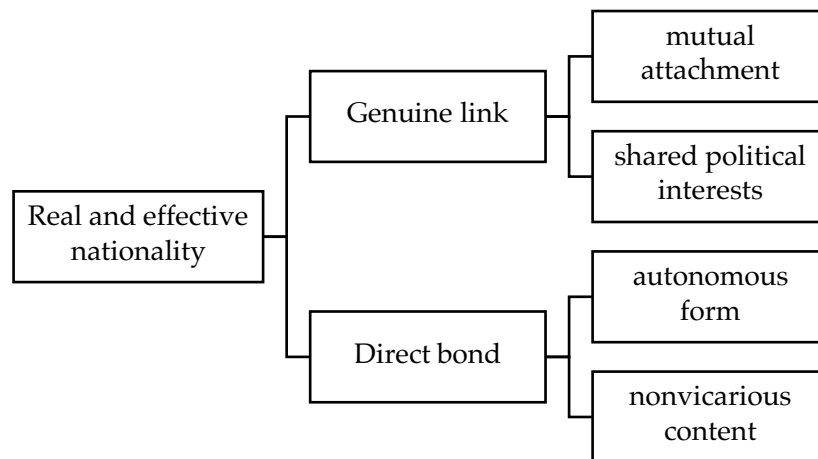 mutual
attachment
Genuine link
shared political
interests
Real and effective
nationality
autonomous
form
Direct bond
nonvicarious
content